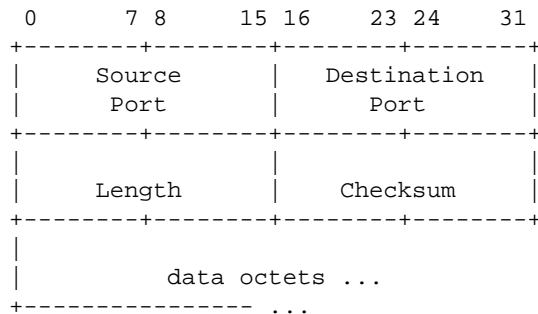 0 7 8 15 16 23 24 31
+--------+--------+--------+--------+
| Source | Destination |
| Port | Port |
+--------+--------+--------+--------+
| | |
| Length | Checksum |
+--------+--------+--------+--------+
|
| data octets ...
+---------------- ...